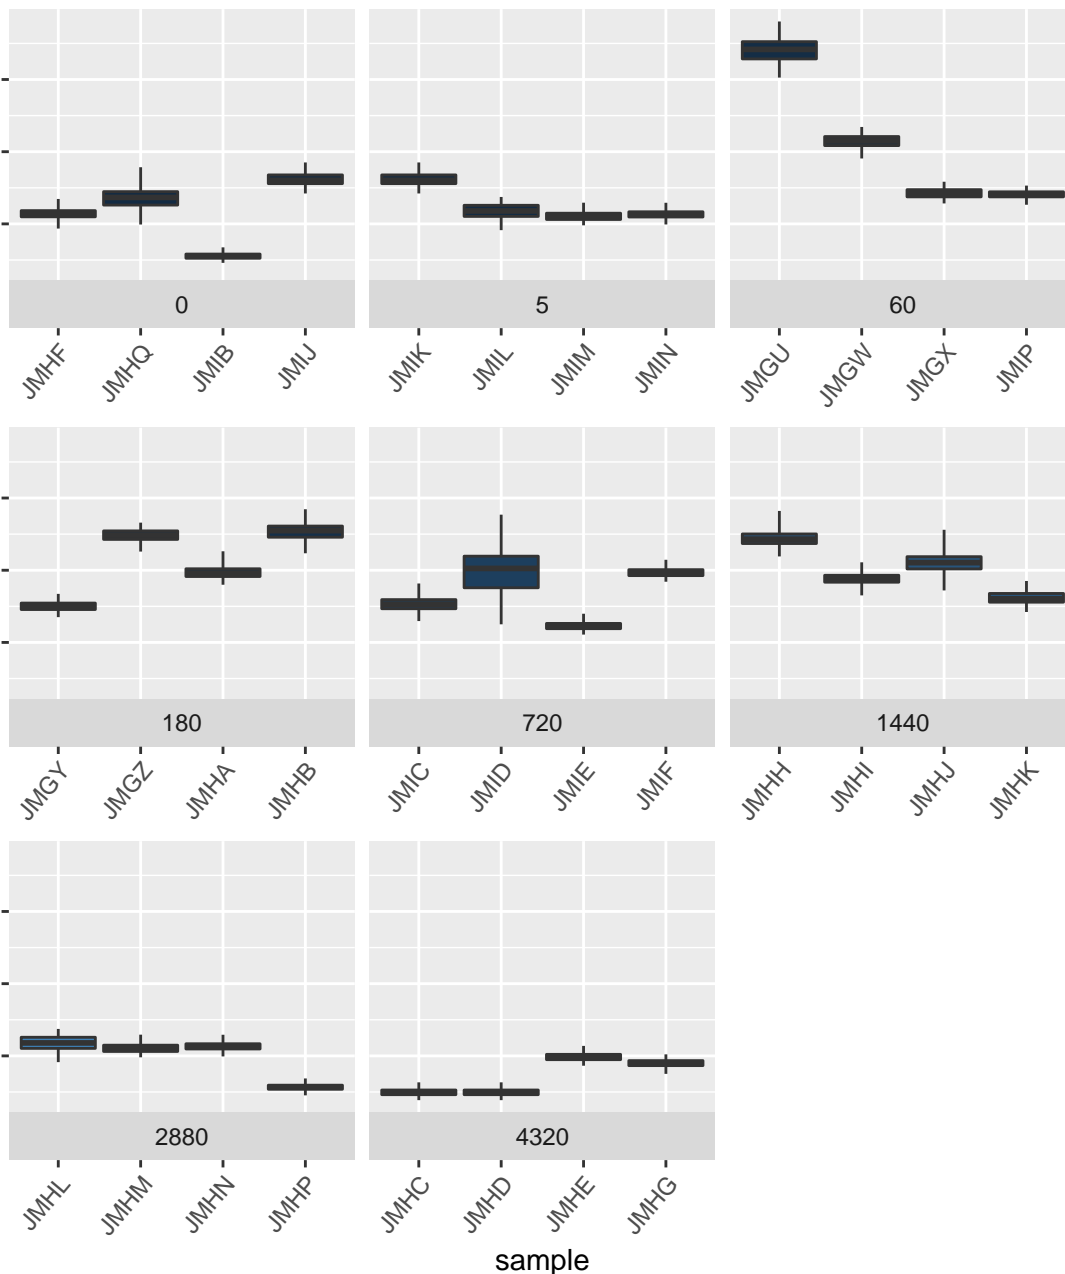 0 5 60
JMHF JMHQ JMIB JMIJ JMIK JMIL JMIM JMIN JMGU JMGW JMGX JMIP
180 720 1440
JMGY JMGZ JMHA JMHB JMIC JMID JMIE JMIF JMHH JMHI JMHJ JMHK
2880 4320
JMHL JMHM JMHN JMHP JMHC JMHD JMHE JMHG
sample